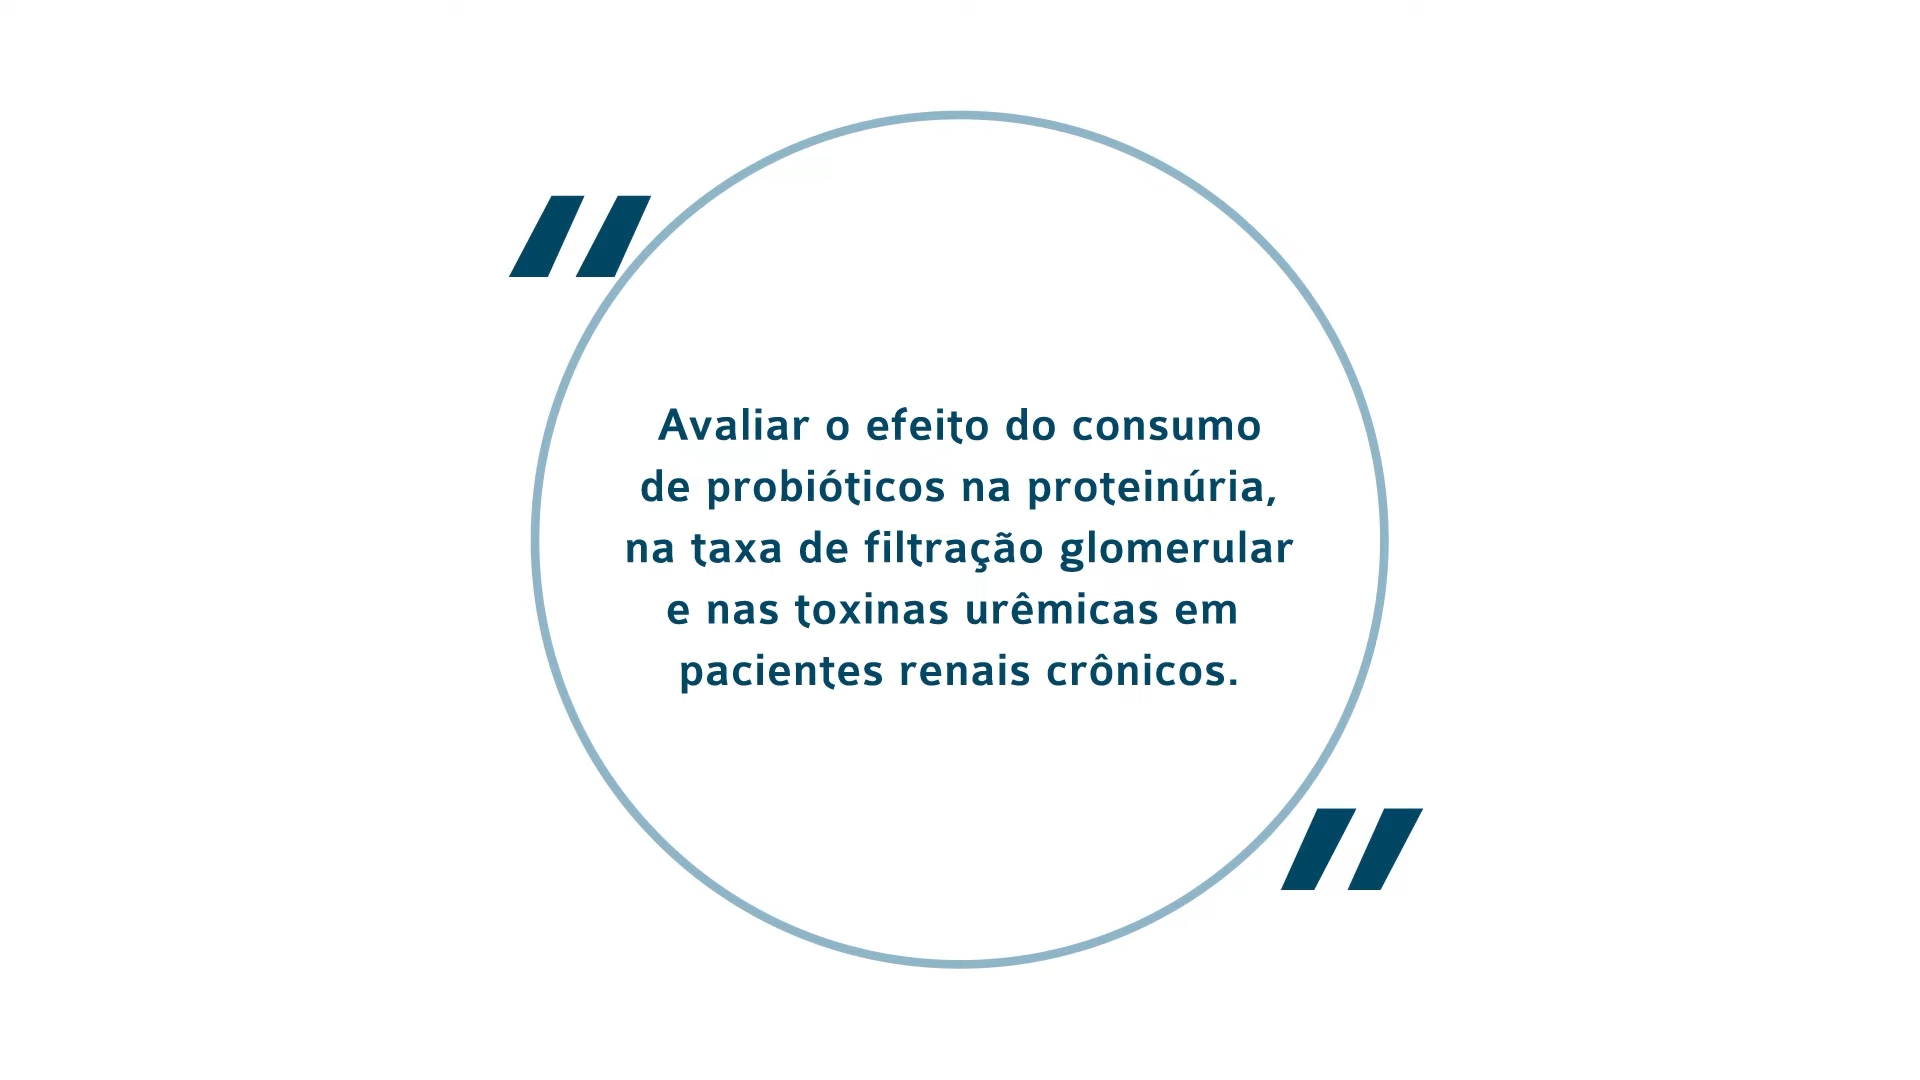 Avaliar o efeito do consumo
de probióticos na proteinúria,
na taxa de filtração glomerular
e nas toxinas urêmicas em
pacientes renais crônicos.